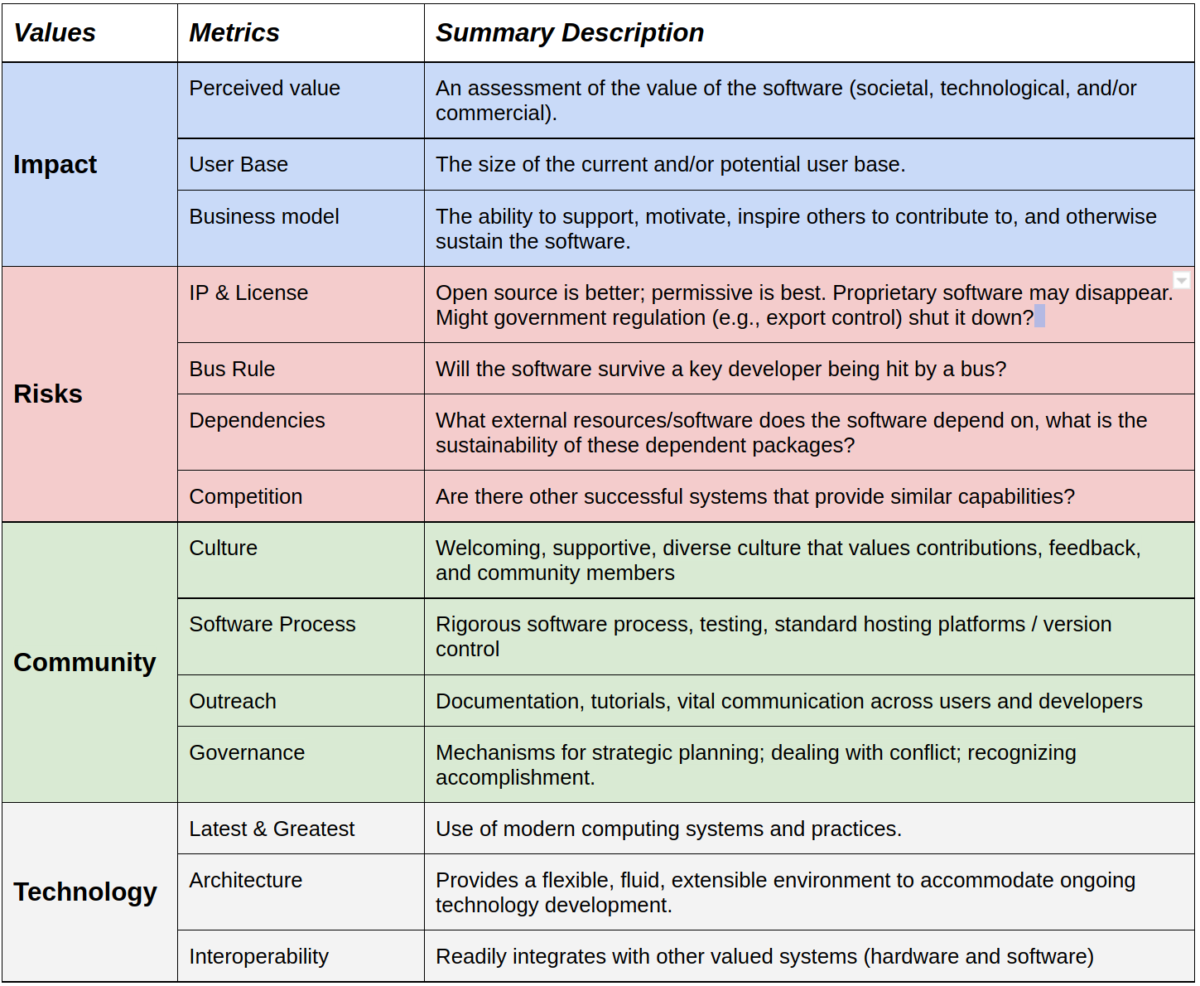 Values Metrics Summary Description
Impact
Perceived value
An assessment of the value of the software (societal, technological, and/or
commercial).
User Base
The size of the current and/or potential user base.
Business model
The ability to support, motivate, inspire others to contribute to, and otherwise
sustain the software.
Risks
IP & License
Open source is better; permissive is best. Proprietary software may disappear.
Might government regulation (e.g., export control) shut it down?
Bus Rule
Will the software survive a key developer being hit by a bus?
Dependencies
What external resources/software does the software depend on, what is the
sustainability of these dependent packages?
Competition
Are there other successful systems that provide similar capabilities?
Community
Culture
Welcoming, supportive, diverse culture that values contributions, feedback,
and community members
Software Process
Rigorous software process, testing, standard hosting platforms / version
control
Outreach
Documentation, tutorials, vital communication across users and developers
Governance
Mechanisms for strategic planning; dealing with conflict; recognizing
accomplishment.
Technology
Latest & Greatest
Use of modern computing systems and practices.
Architecture
Provides a flexible, fluid, extensible environment to accommodate ongoing
technology development.
Interoperability
Readily integrates with other valued systems (hardware and software)